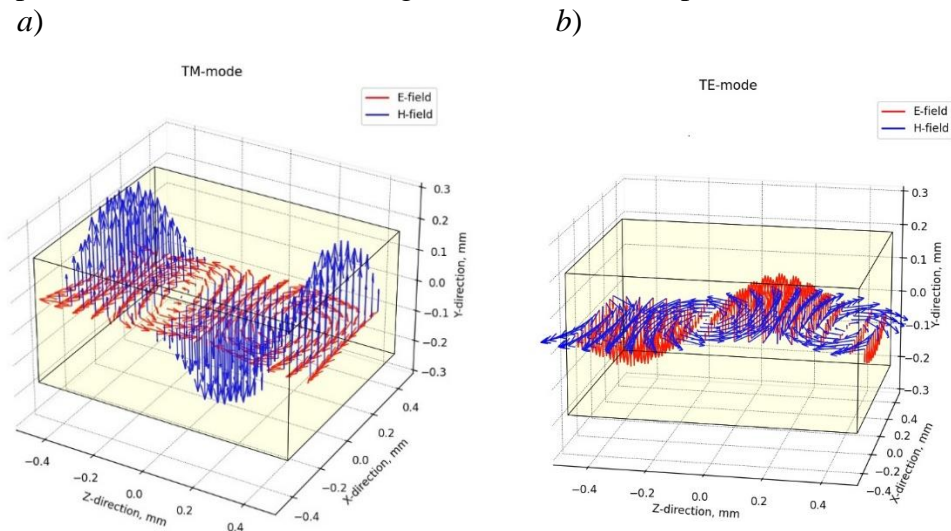 a) b)
TM-mode
E-field
H-field
0.3
0.2
0.1
0.0
−0.1
−0.2
−0.3
Y-direction, mm
−0.4
−0.2
0.0
0.2
0.4
Z-direction, mm
−0.4
−0.2
0.0
0.2
0.4
X-direction, mm
TE-mode
E-field
H-field
0.3
0.2
0.1
0.0
−0.1
−0.2
−0.3
Y-direction, mm
−0.4
−0.2
0.0
0.2
0.4
Z-direction, mm
−0.4
−0.2
0.0
0.2
0.4
X-direction, mm